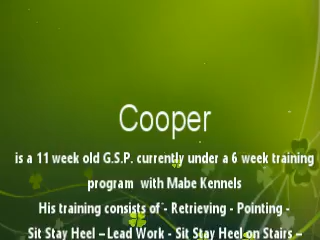 Cooper
is a 11 week old G.S.P. currently under a 6 week training
program with Mabe Kennels
His training consists of - Retrieving - Pointing -
Sit Stay Heel – Lead Work - Sit Stay Heel on Stairs –